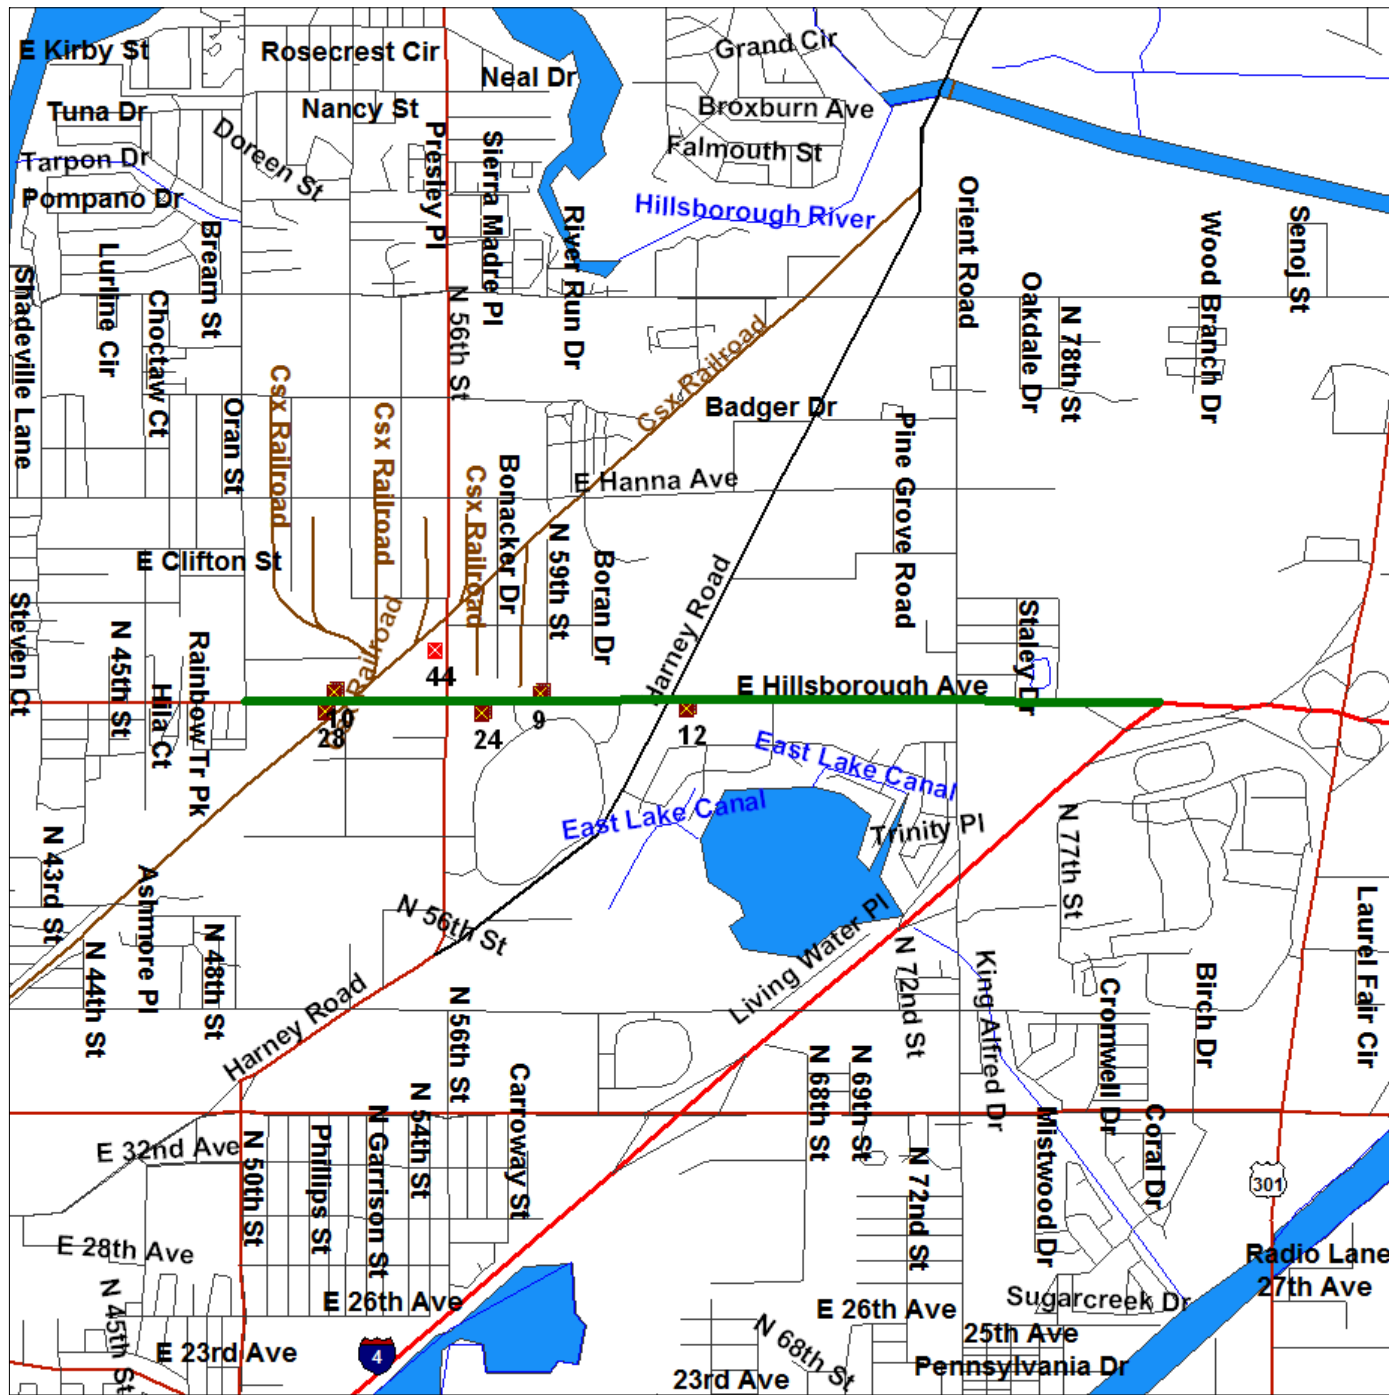 E Kirby St
Rosecrest Cir
Grand Cir
Neal Dr
Tuna Dr
Nancy St
Broxburn Ave
Doreen St
Presley Pl
Sierra Madre Pl
Falmouth St
Tarpon Dr
Pompano Dr
Hillsborough River
River Run Dr
Orient Road
Wood Branch Dr
Senoj St
Shadeville Lane
Lurline Cir
Bream St
Choctaw Ct
N 56th St
Oakdale Dr
N 78th St
Csx Railroad
Csx Railroad
Csx Railroad
Csx Railroad
Oran St
Badger Dr
Pine Grove Road
Bonacker Dr
E Hanna Ave
N 59th St
E Clifton St
Boran Dr
Harney Road
Steven Ct
N 45th St
Hila Ct
Rainbow Tr Pk
Railroad
Staley Dr
44
E Hillsborough Ave
10
28
24
9
12
East Lake Canal
East Lake Canal
Trinity Pl
N 77th St
N 43rd St
Ashmore Pl
N 44th St
N 48th St
N 56th St
Living Water Pl
N 72nd St
King Alfred Dr
Cromwell Dr
Birch Dr
Laurel Fair Cir
Harney Road
N 56th St
N 54th St
Carroway St
N 68th St
N 69th St
E 32nd Ave
N 50th St
Phillips St
N Garrison St
N 72nd St
Mistwood Dr
Coral Dr
301
E 28th Ave
N 45th St
Radio Lane
27th Ave
E 26th Ave
E 26th Ave
Sugarcreek Dr
N 68th St
25th Ave
E 23rd Ave
4
23rd Ave
Pennsylvania Dr